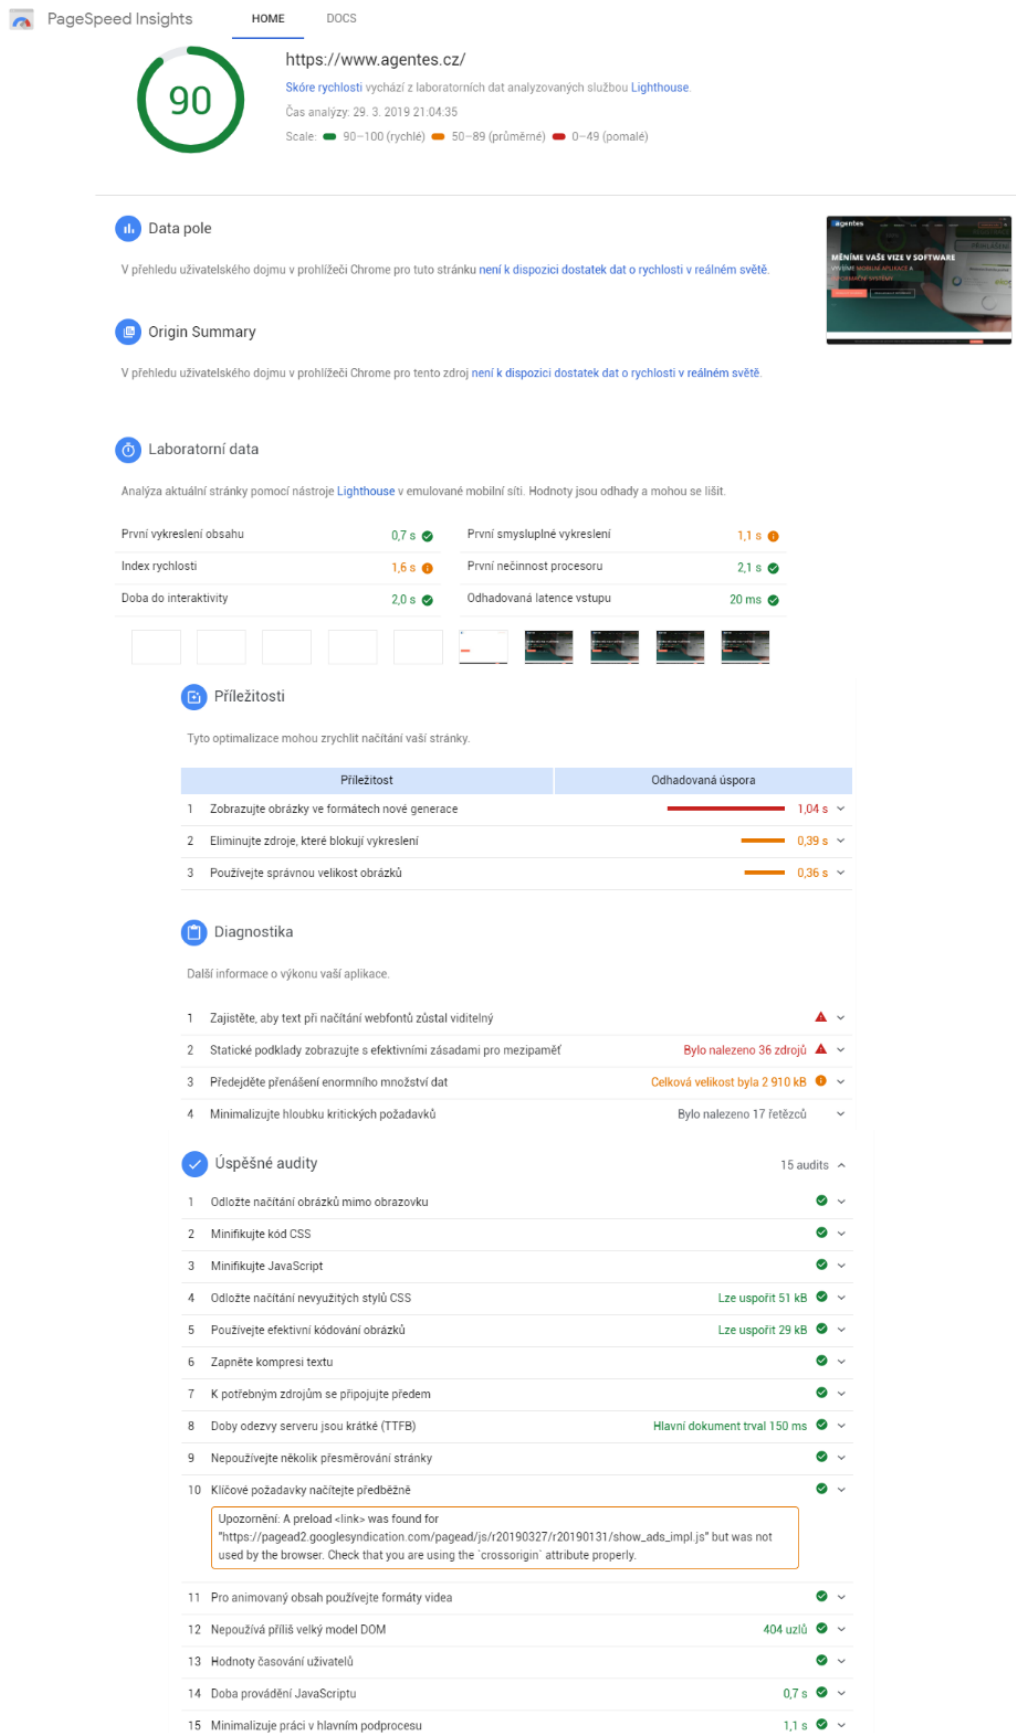 PageSpeed Insights
HOME
DOCS
90
https://www.agentes.cz/
Skóre rychlosti vychází z laboratorních dat analyzovaných službou Lighthouse.
Čas analýzy: 29. 3. 2019 21:04:35
Scale: 90–100 (rychlé) 50–89 (průměrné) 0–49 (pomalé)
Data pole
V přehledu uživatelského dojmu v prohlížeči Chrome pro tuto stránku není k dispozici dostatek dat o rychlosti v reálném světě.
agentes
MĚNÍME VAŠE VIZE V SOFTWARE
Origin Summary
V přehledu uživatelského dojmu v prohlížeči Chrome pro tento zdroj není k dispozici dostatek dat o rychlosti v reálném světě.
Laboratorní data
Analýza aktuální stránky pomocí nástroje Lighthouse v emulované mobilní síti. Hodnoty jsou odhady a mohou se lišit.
První vykreslení obsahu 0,7 s
První smysluplné vykreslení 1,1 s
Index rychlosti 1,6 s
První nečinnost procesoru 2,1 s
Doba do interaktivity 2,0 s
Odhadovaná latence vstupu 20 ms
Příležitosti
Tyto optimalizace mohou zrychlit načítání vaší stránky.
Příležitost Odhadovaná úspora
1 Zobrazujte obrázky ve formátech nové generace 1,04 s
2 Eliminujte zdroje, které blokují vykreslení 0,39 s
3 Používejte správnou velikost obrázků 0,36 s
Diagnostika
Další informace o výkonu vaší aplikace.
1 Zajistěte, aby text při načítání webfontů zůstal viditelný
2 Statické podklady zobrazujte s efektivními zásadami pro mezipaměť Bylo nalezeno 36 zdrojů
3 Předejděte přenášení enormního množství dat Celková velikost byla 2 910 kB
4 Minimalizujte hloubku kritických požadavků Bylo nalezeno 17 řetězců
Úspěšné audity 15 audits
1 Odložte načítání obrázků mimo obrazovku
2 Minifikujte kód CSS
3 Minifikujte JavaScript
4 Odložte načítání nevyužitých stylů CSS Lze uspořit 51 kB
5 Používejte efektivní kódování obrázků Lze uspořit 29 kB
6 Zapněte kompresi textu
7 K potřebným zdrojům se připojujte předem
8 Doby odezvy serveru jsou krátké (TTFB) Hlavní dokument trval 150 ms
9 Nepoužívejte několik přesměrování stránky
10 Klíčové požadavky načítejte předběžně
Upozornění: A preload <link> was found for
"https://pagead2.googlesyndication.com/pagead/js/r20190327/r20190131/show_ads_impl.js" but was not
used by the browser. Check that you are using the `crossorigin` attribute properly.
11 Pro animovaný obsah používejte formáty videa
12 Nepoužívá příliš velký model DOM 404 uzlů
13 Hodnoty časování uživatelů
14 Doba provádění JavaScriptu 0,7 s
15 Minimalizuje práci v hlavním podprocesu 1,1 s